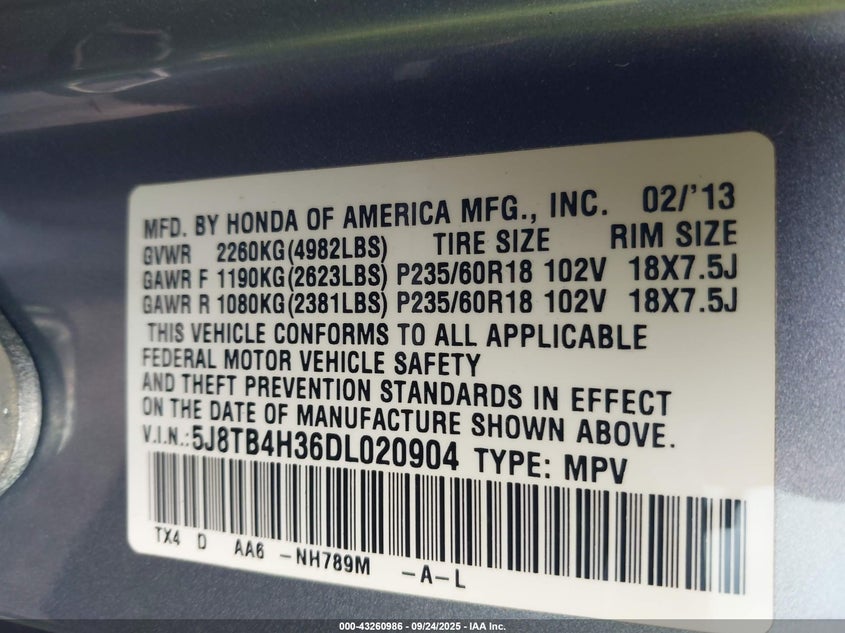 MFD. BY HONDA OF AMERICA MFG., INC. 02/'13
GVWR 2260KG(4982LBS) TIRE SIZE RIM SIZE
GAWR F 1190KG(2623LBS) P235/60R18 102V 18X7.5J
GAWR R 1080KG(2381LBS) P235/60R18 102V 18X7.5J
THIS VEHICLE CONFORMS TO ALL APPLICABLE
FEDERAL MOTOR VEHICLE SAFETY
AND THEFT PREVENTION STANDARDS IN EFFECT
ON THE DATE OF MANUFACTURE SHOWN ABOVE.
V.I.N.:5J8TB4H36DL020904 TYPE: MPV
TX4 D AA6 -NH789M -A-L
000-43260986 - 09/24/2025 - IAA Inc.